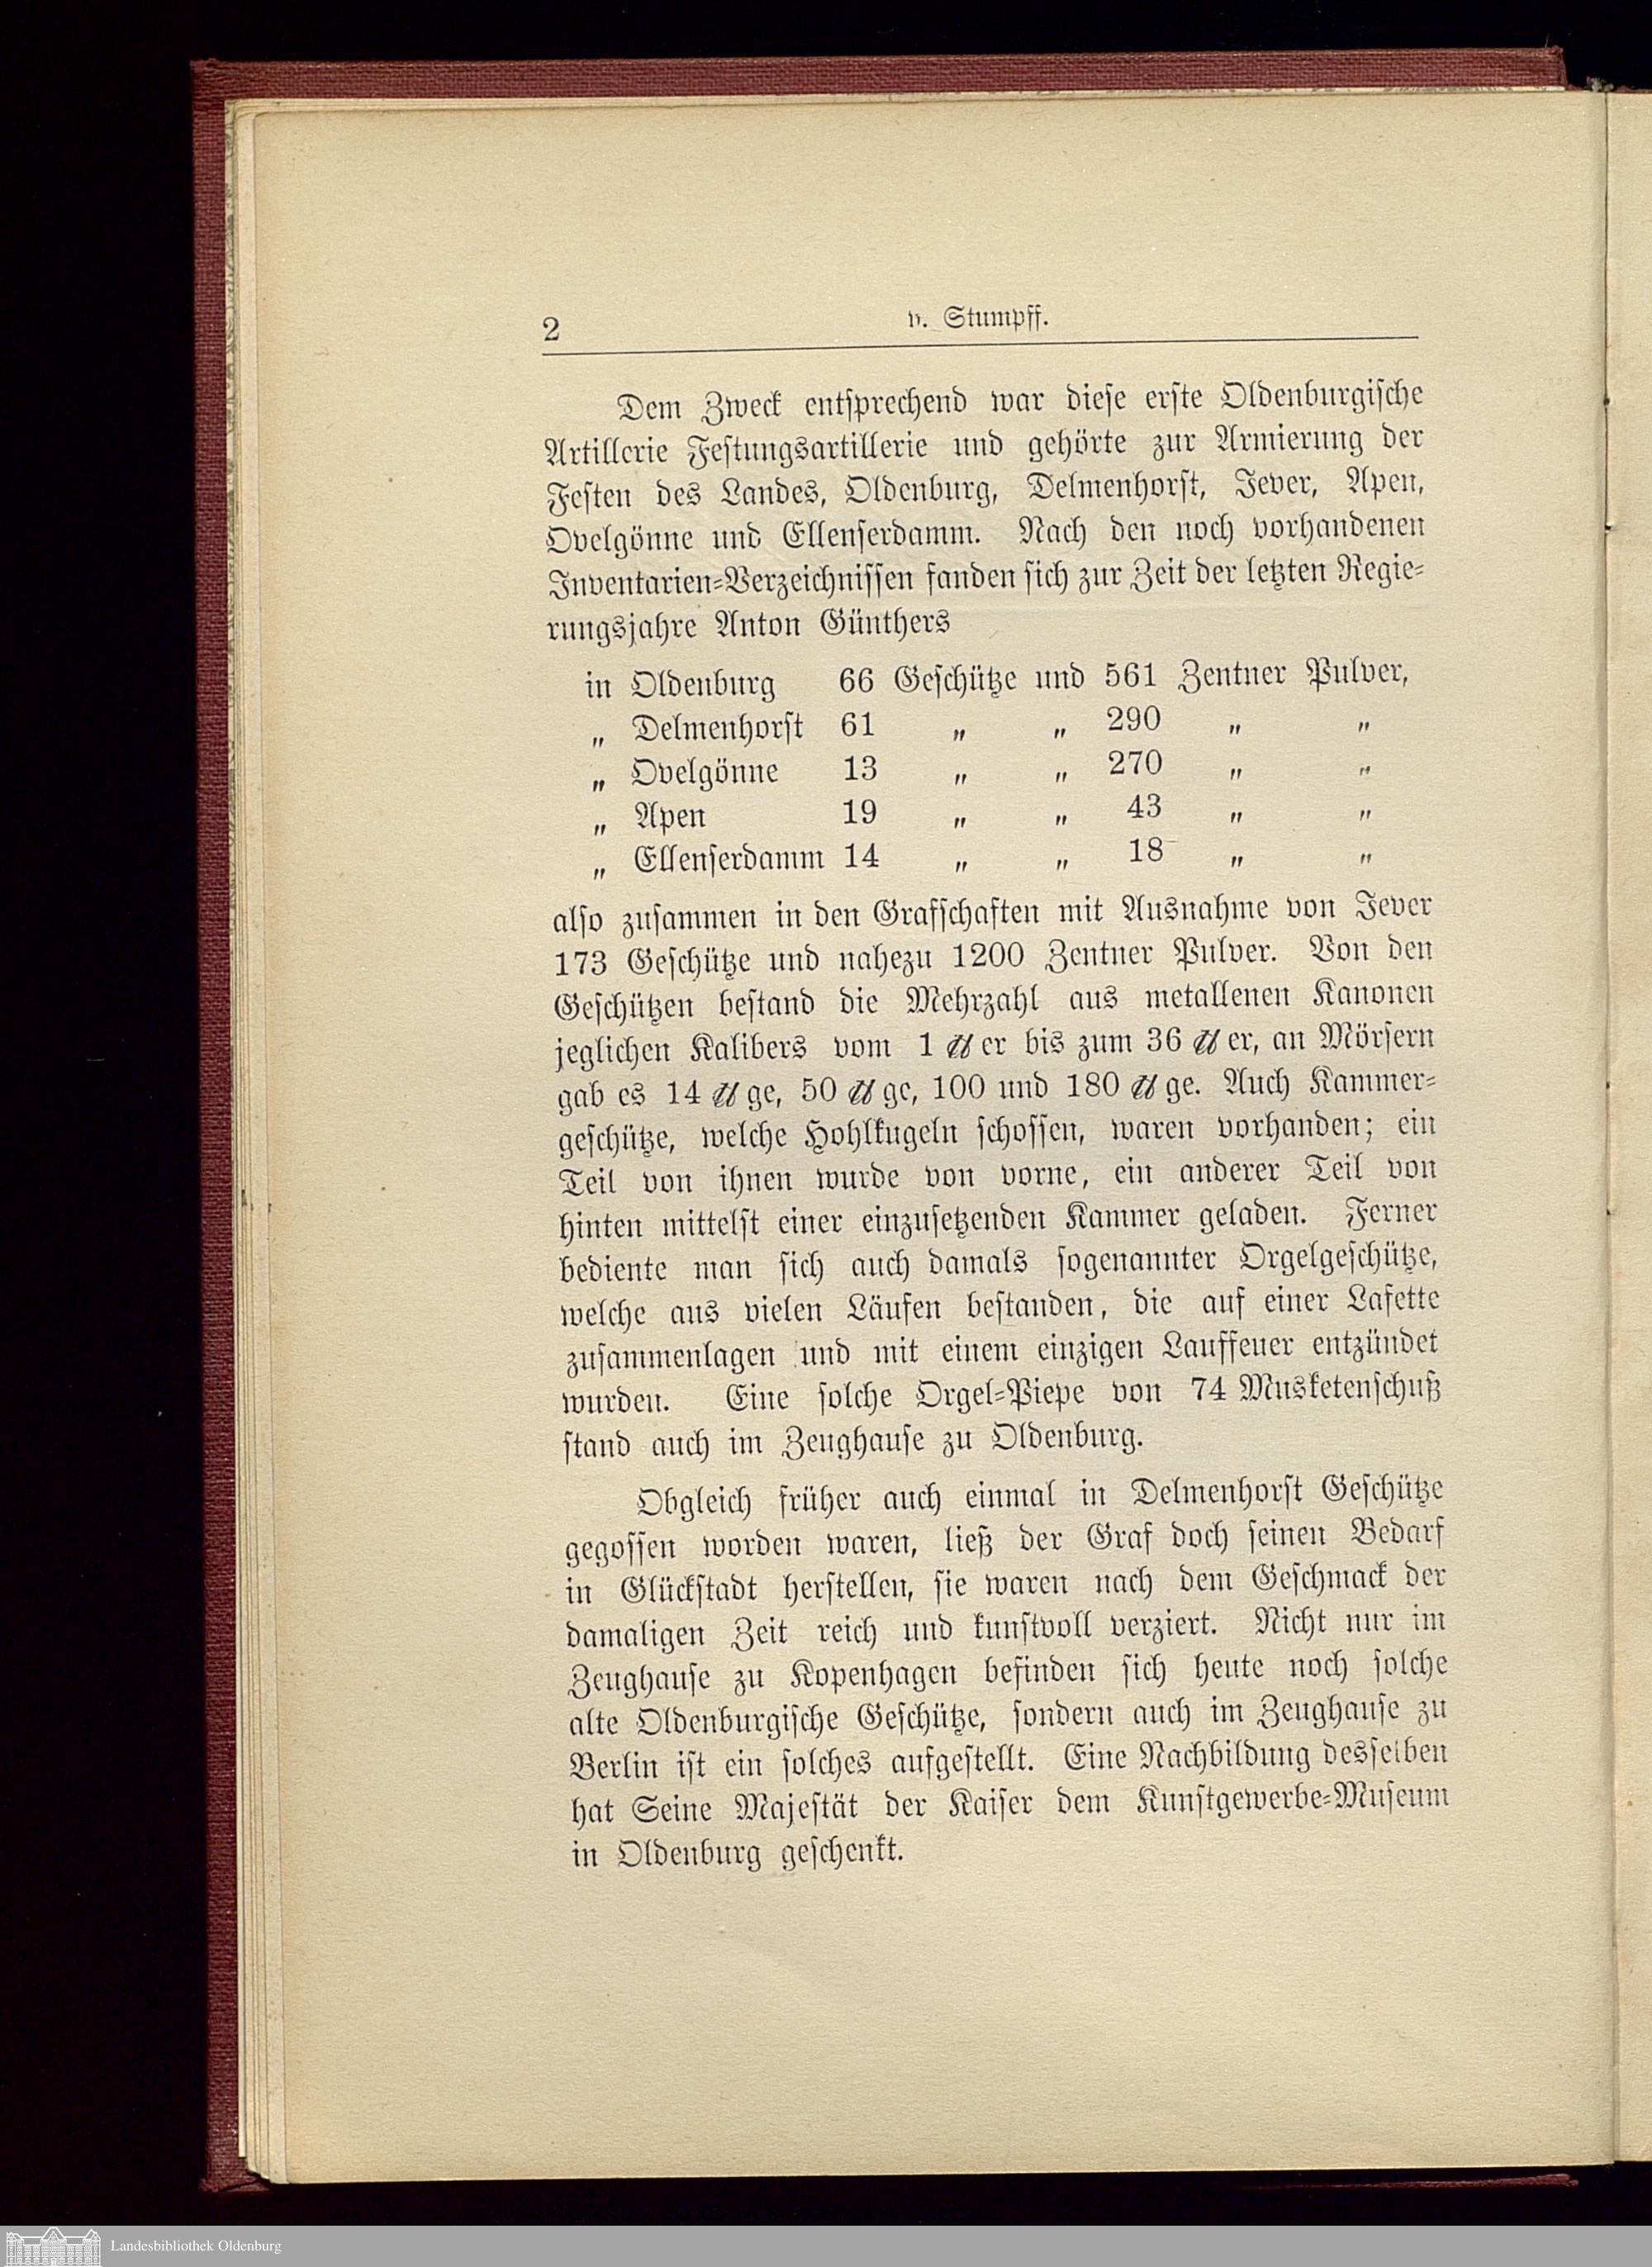 2
v. Stumpff.
Dem Zweck entsprechend war diese erste Oldenburgische
Artillerie Festungsartillerie und gehörte zur Armierung der
Festen des Landes, Oldenburg, Delmenhorst, Jever, Apen,
Ovelgönne und Ellenserdamm. Nach den noch vorhandenen
Inventarien-Verzeichnissen fanden sich zur Zeit der letzten Regie-
rungsjahre Anton Günthers
in Oldenburg 66 Geschütze und 561 Zentner Pulver,
„ Delmenhorst 61 „ „ 290 „ „
„ Ovelgönne 13 „ „ 270 „ „
„ Apen 19 „ „ 43 „ „
„ Ellenserdamm 14 „ „ 18 „ „
also zusammen in den Grafschaften mit Ausnahme von Jever
173 Geschütze und nahezu 1200 Zentner Pulver. Von den
Geschützen bestand die Mehrzahl aus metallenen Kanonen
jeglichen Kalibers vom 1 ℔er bis zum 36 ℔er, an Mörsern
gab es 14 ℔ge, 50 ℔ge, 100 und 180 ℔ge. Auch Kammer-
geschütze, welche Hohlkugeln schossen, waren vorhanden; ein
Teil von ihnen wurde von vorne, ein anderer Teil von
hinten mittelst einer einzusetzenden Kammer geladen. Ferner
bediente man sich auch damals sogenannter Orgelgeschütze,
welche aus vielen Läufen bestanden, die auf einer Lafette
zusammenlagen und mit einem einzigen Lauffeuer entzündet
wurden. Eine solche Orgel-Piepe von 74 Musketenschuß
stand auch im Zeughause zu Oldenburg.
Obgleich früher auch einmal in Delmenhorst Geschütze
gegossen worden waren, ließ der Graf doch seinen Bedarf
in Glückstadt herstellen, sie waren nach dem Geschmack der
damaligen Zeit reich und kunstvoll verziert. Nicht nur im
Zeughause zu Kopenhagen befinden sich heute noch solche
alte Oldenburgische Geschütze, sondern auch im Zeughause zu
Berlin ist ein solches aufgestellt. Eine Nachbildung desselben
hat Seine Majestät der Kaiser dem Kunstgewerbe-Museum
in Oldenburg geschenkt.
Landesbibliothek Oldenburg